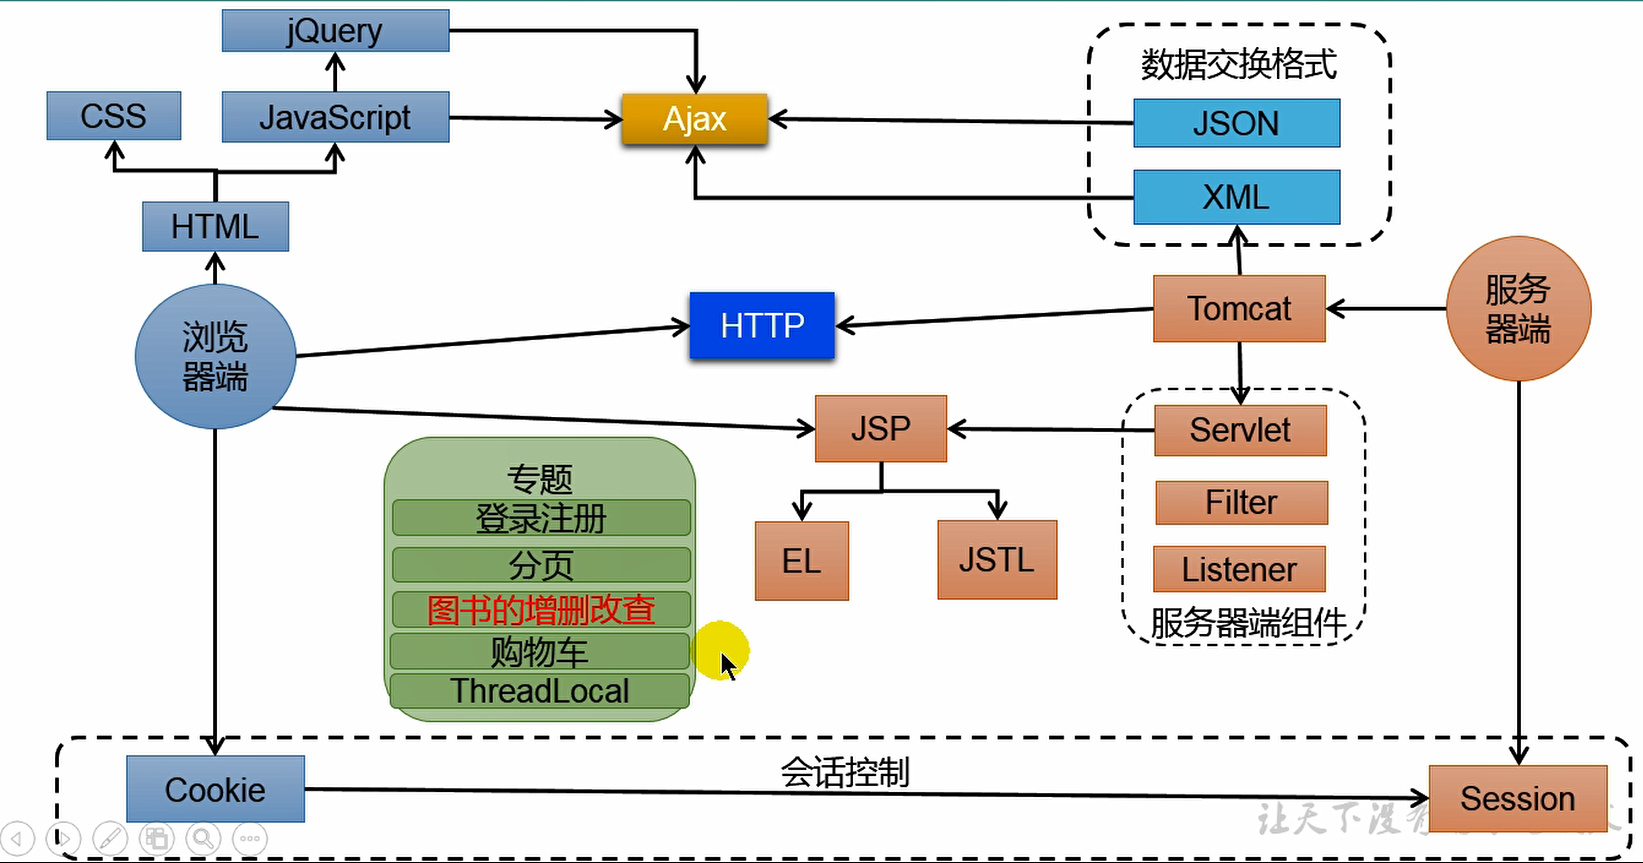 jQuery
数据交换格式
CSS
JavaScript
Ajax
JSON
XML
HTML
浏览
器端
HTTP
Tomcat
服务
器端
JSP
Servlet
专题
登录注册
Filter
EL
JSTL
分页
Listener
图书的增删改查
服务器端组件
购物车
ThreadLocal
会话控制
Cookie
Session
让天下没有